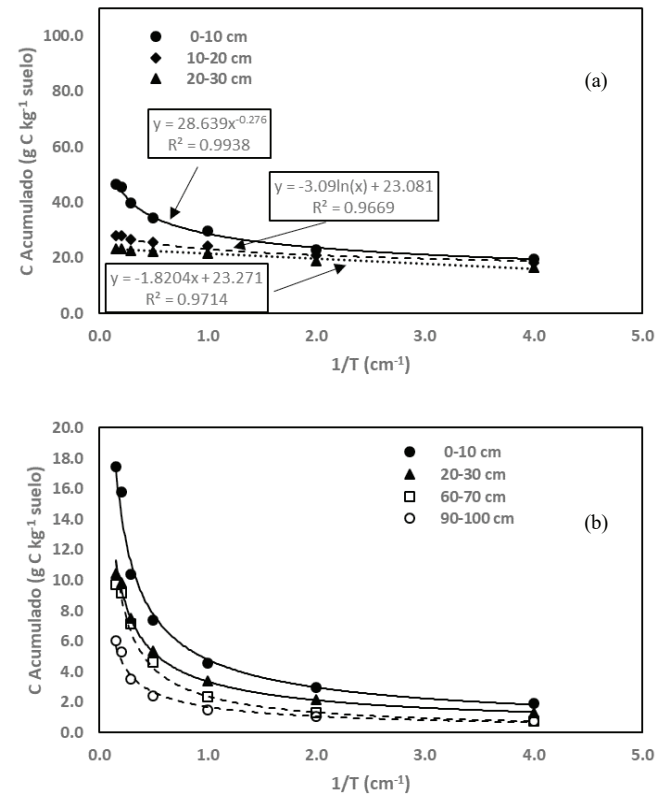 100.0
80.0
60.0
40.0
20.0
0.0
C Acumulado (g C kg⁻¹ suelo)
0-10 cm
10-20 cm
20-30 cm
(a)
y = 28.639x⁻⁰·²⁷⁶
R² = 0.9938
y = -3.09ln(x) + 23.081
R² = 0.9669
y = -1.8204x + 23.271
R² = 0.9714
0.0 1.0 2.0 3.0 4.0 5.0
1/T (cm⁻¹)
20.0
18.0
16.0
14.0
12.0
10.0
8.0
6.0
4.0
2.0
0.0
C Acumulado (g C kg⁻¹ suelo)
0-10 cm
20-30 cm
60-70 cm
90-100 cm
(b)
0.0 1.0 2.0 3.0 4.0 5.0
1/T (cm⁻¹)